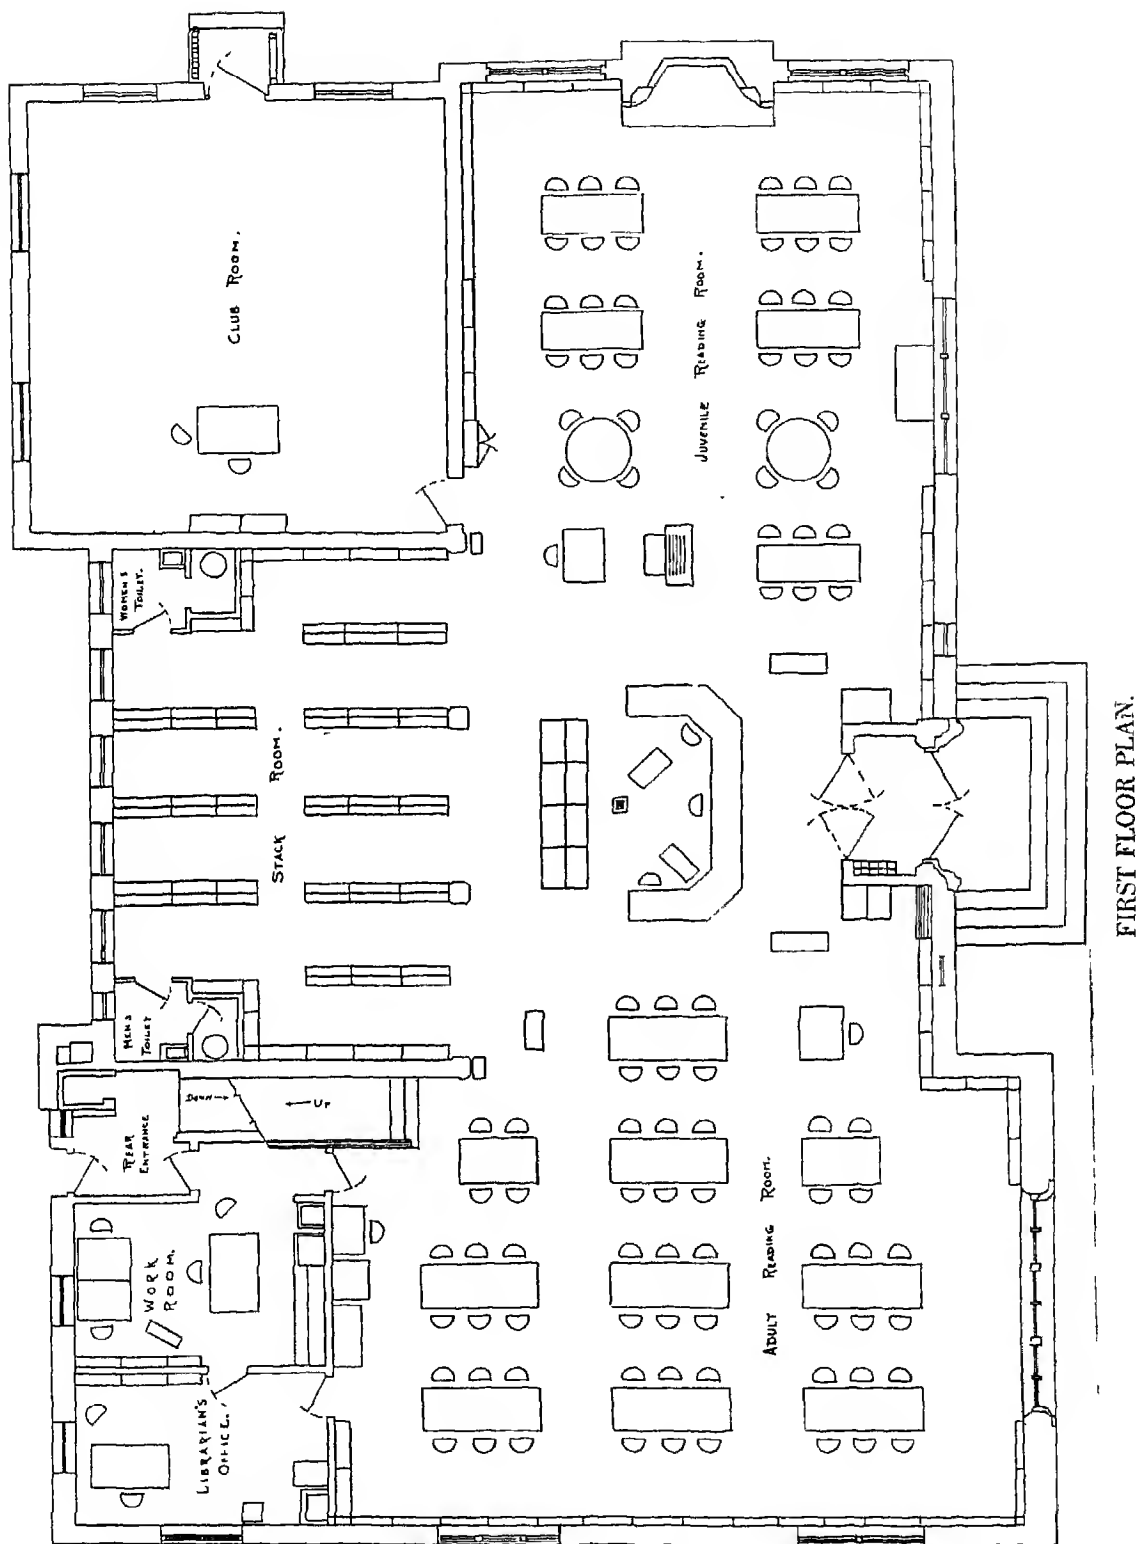 CLUB ROOM.
JUVENILE READING ROOM.
WOMEN'S
TOILET.
STACK ROOM.
MEN'S
TOILET
DOWN
UP
REAR
ENTRANCE
WORK
ROOM.
LIBRARIAN'S
OFFICE.
ADULT READING ROOM.
FIRST FLOOR PLAN.